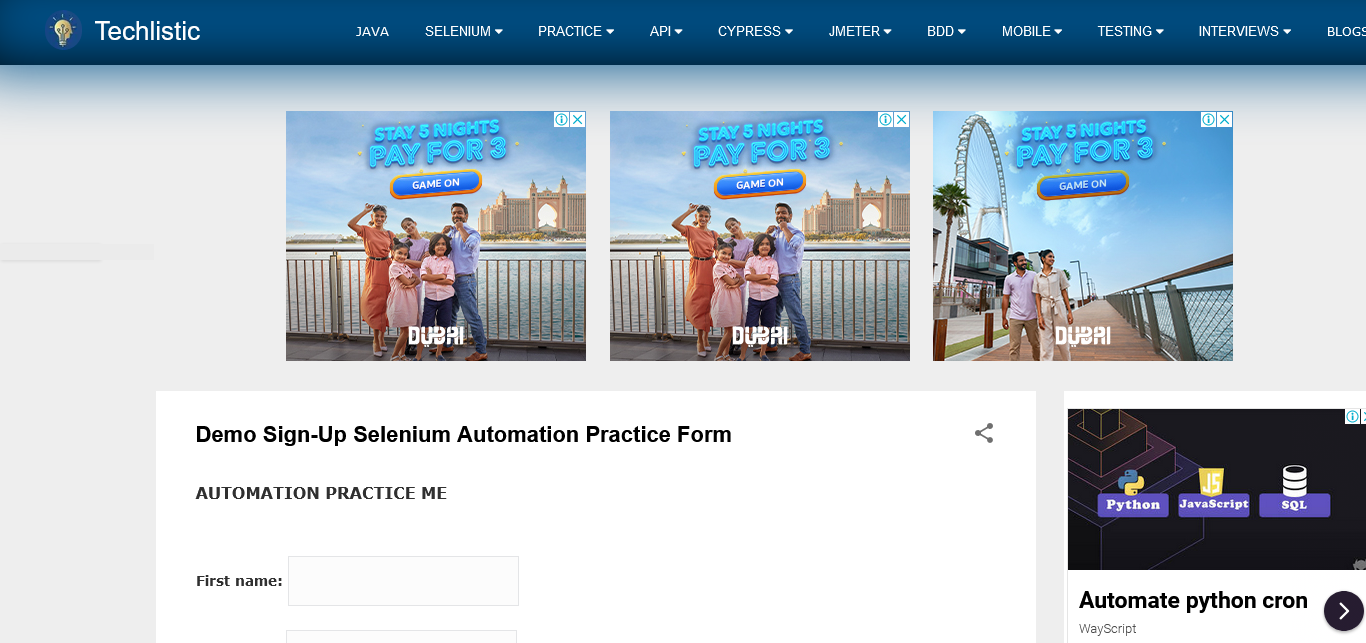 Techlistic
JAVA
SELENIUM
PRACTICE
API
CYPRESS
JMETER
BDD
MOBILE
TESTING
INTERVIEWS
BLOGS
STAY 5 NIGHTS
PAY FOR 3
GAME ON
DUBAI
STAY 5 NIGHTS
PAY FOR 3
GAME ON
DUBAI
STAY 5 NIGHTS
PAY FOR 3
GAME ON
DUBAI
Demo Sign-Up Selenium Automation Practice Form
AUTOMATION PRACTICE ME
First name:
JS
Python
JavaScript
SQL
Automate python cron
WayScript